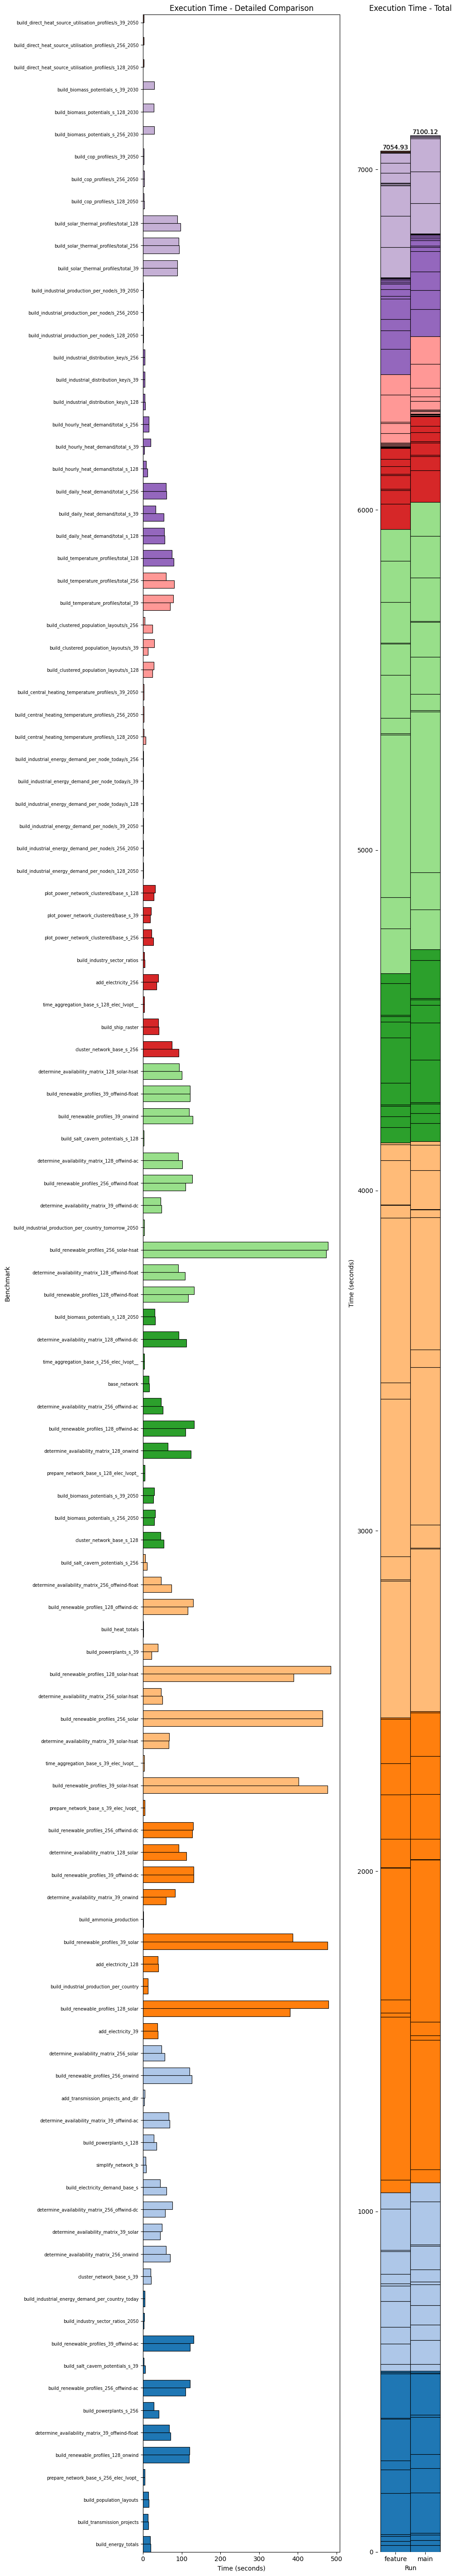 Execution Time - Detailed Comparison
Execution Time - Total
build_direct_heat_source_utilisation_profiles/s_39_2050
build_direct_heat_source_utilisation_profiles/s_256_2050
build_direct_heat_source_utilisation_profiles/s_128_2050
build_biomass_potentials_s_39_2030
build_biomass_potentials_s_128_2030
build_biomass_potentials_s_256_2030
build_cop_profiles/s_39_2050
build_cop_profiles/s_256_2050
build_cop_profiles/s_128_2050
build_solar_thermal_profiles/total_128
build_solar_thermal_profiles/total_256
build_solar_thermal_profiles/total_39
build_industrial_production_per_node/s_39_2050
build_industrial_production_per_node/s_256_2050
build_industrial_production_per_node/s_128_2050
build_industrial_distribution_key/s_256
build_industrial_distribution_key/s_39
build_industrial_distribution_key/s_128
build_hourly_heat_demand/total_s_256
build_hourly_heat_demand/total_s_39
build_hourly_heat_demand/total_s_128
build_daily_heat_demand/total_s_256
build_daily_heat_demand/total_s_39
build_daily_heat_demand/total_s_128
build_temperature_profiles/total_128
build_temperature_profiles/total_256
build_temperature_profiles/total_39
build_clustered_population_layouts/s_256
build_clustered_population_layouts/s_39
build_clustered_population_layouts/s_128
build_central_heating_temperature_profiles/s_39_2050
build_central_heating_temperature_profiles/s_256_2050
build_central_heating_temperature_profiles/s_128_2050
build_industrial_energy_demand_per_node_today/s_256
build_industrial_energy_demand_per_node_today/s_39
build_industrial_energy_demand_per_node_today/s_128
build_industrial_energy_demand_per_node/s_39_2050
build_industrial_energy_demand_per_node/s_256_2050
build_industrial_energy_demand_per_node/s_128_2050
plot_power_network_clustered/base_s_128
plot_power_network_clustered/base_s_39
plot_power_network_clustered/base_s_256
build_industry_sector_ratios
add_electricity_256
time_aggregation_base_s_128_elec_lvopt__
build_ship_raster
cluster_network_base_s_256
determine_availability_matrix_128_solar-hsat
build_renewable_profiles_39_offwind-float
build_renewable_profiles_39_onwind
build_salt_cavern_potentials_s_128
determine_availability_matrix_128_offwind-ac
build_renewable_profiles_256_offwind-float
determine_availability_matrix_39_offwind-dc
build_industrial_production_per_country_tomorrow_2050
build_renewable_profiles_256_solar-hsat
determine_availability_matrix_128_offwind-float
build_renewable_profiles_128_offwind-float
build_biomass_potentials_s_128_2050
determine_availability_matrix_128_offwind-dc
time_aggregation_base_s_256_elec_lvopt__
base_network
determine_availability_matrix_256_offwind-ac
build_renewable_profiles_128_offwind-ac
determine_availability_matrix_128_onwind
prepare_network_base_s_128_elec_lvopt_
build_biomass_potentials_s_39_2050
build_biomass_potentials_s_256_2050
cluster_network_base_s_128
build_salt_cavern_potentials_s_256
determine_availability_matrix_256_offwind-float
build_renewable_profiles_128_offwind-dc
build_heat_totals
build_powerplants_s_39
build_renewable_profiles_128_solar-hsat
determine_availability_matrix_256_solar-hsat
build_renewable_profiles_256_solar
determine_availability_matrix_39_solar-hsat
time_aggregation_base_s_39_elec_lvopt__
build_renewable_profiles_39_solar-hsat
prepare_network_base_s_39_elec_lvopt_
build_renewable_profiles_256_offwind-dc
determine_availability_matrix_128_solar
build_renewable_profiles_39_offwind-dc
determine_availability_matrix_39_onwind
build_ammonia_production
build_renewable_profiles_39_solar
add_electricity_128
build_industrial_production_per_country
build_renewable_profiles_128_solar
add_electricity_39
determine_availability_matrix_256_solar
build_renewable_profiles_256_onwind
add_transmission_projects_and_dlr
determine_availability_matrix_39_offwind-ac
build_powerplants_s_128
simplify_network_b
build_electricity_demand_base_s
determine_availability_matrix_256_offwind-dc
determine_availability_matrix_39_solar
determine_availability_matrix_256_onwind
cluster_network_base_s_39
build_industrial_energy_demand_per_country_today
build_industry_sector_ratios_2050
build_renewable_profiles_39_offwind-ac
build_salt_cavern_potentials_s_39
build_renewable_profiles_256_offwind-ac
build_powerplants_s_256
determine_availability_matrix_39_offwind-float
build_renewable_profiles_128_onwind
prepare_network_base_s_256_elec_lvopt_
build_population_layouts
build_transmission_projects
build_energy_totals
Benchmark
0 100 200 300 400 500
Time (seconds)
7054.93
7100.12
7000
6000
5000
4000
3000
2000
1000
0
Time (seconds)
feature main
Run